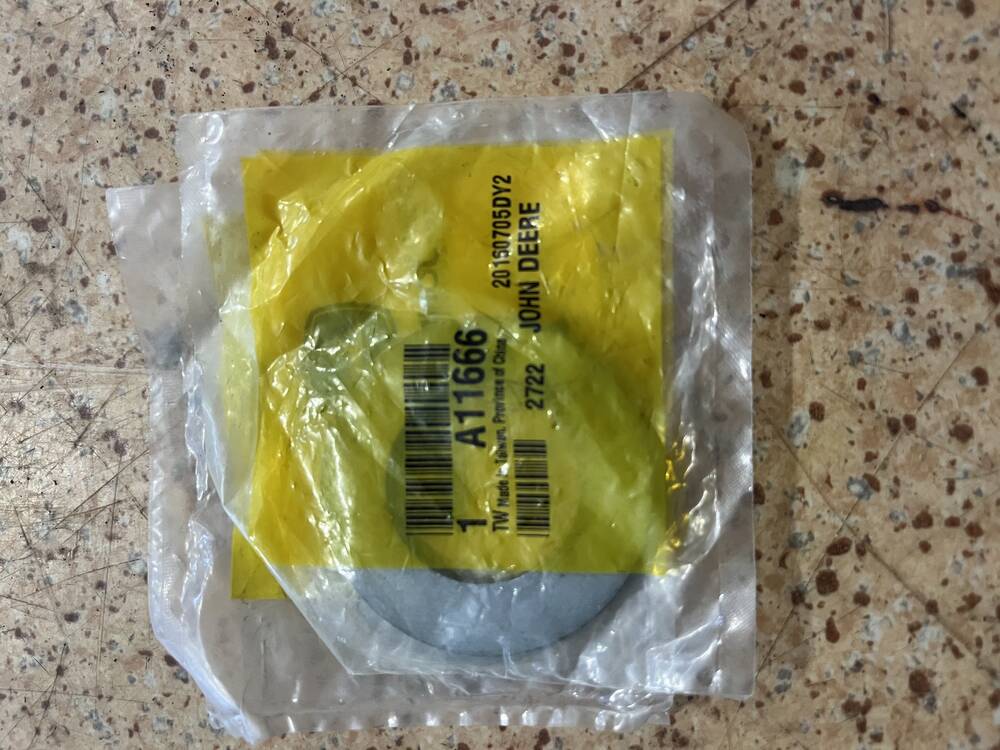 1 A11666
TW Made in Taiwan, Province of China
20150705DY2
2722 JOHN DEERE